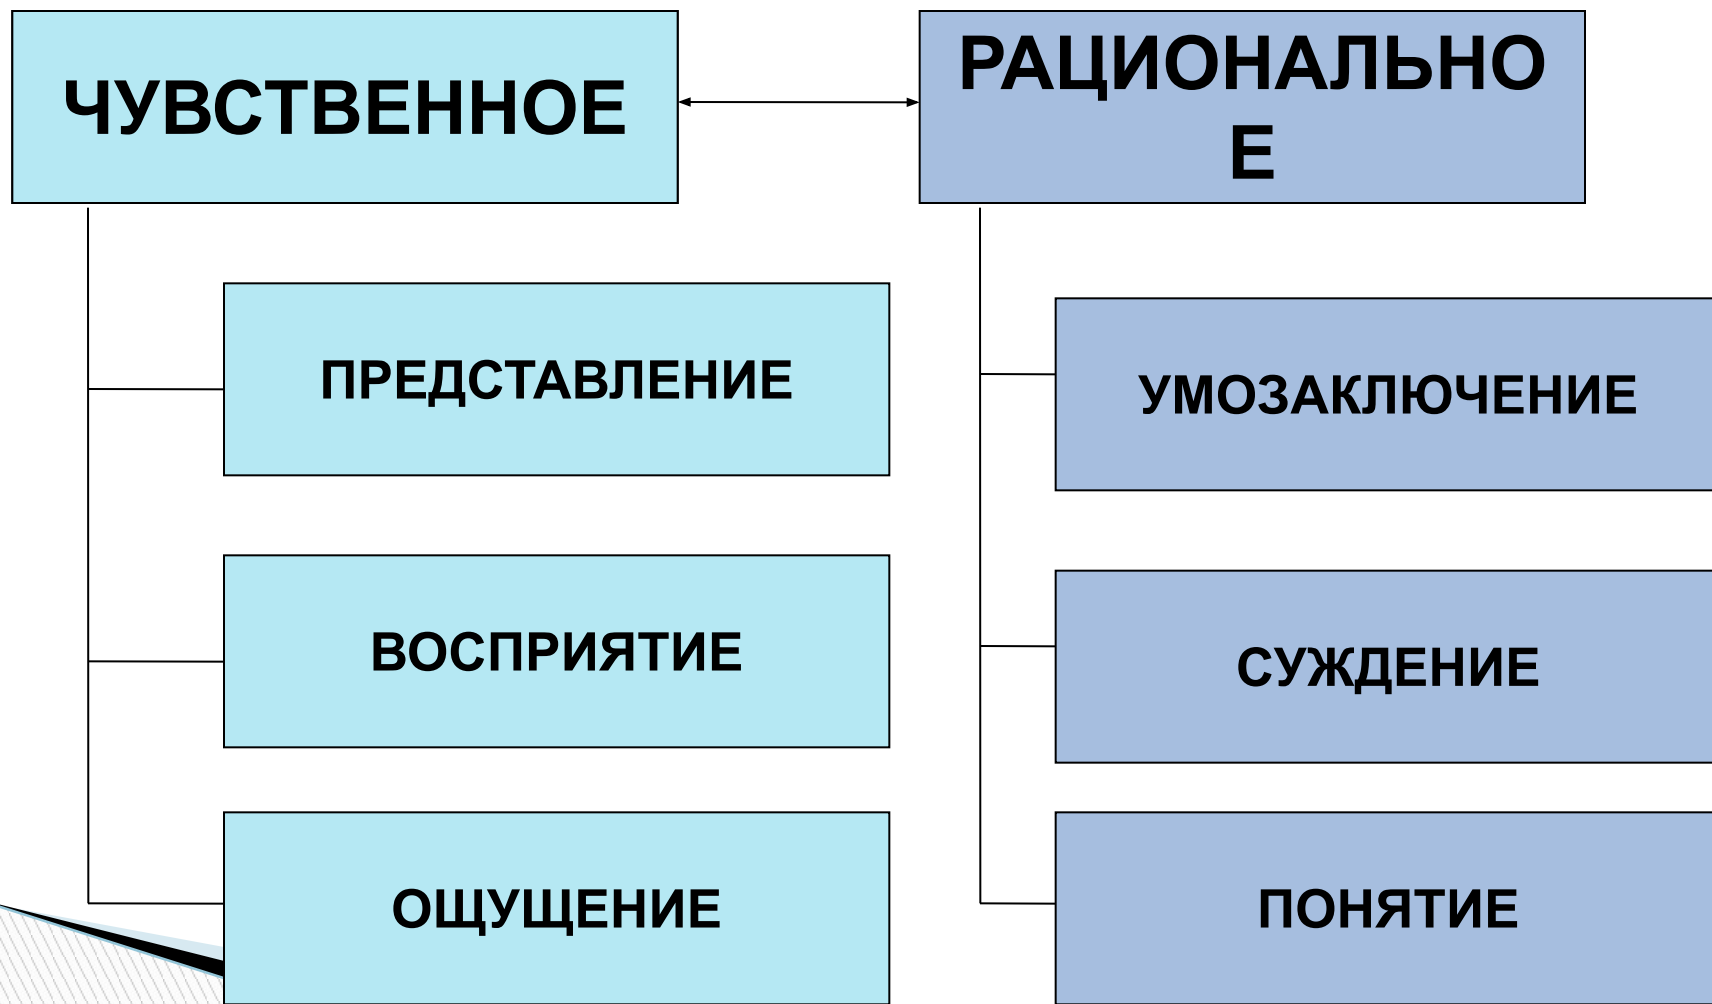 ЧУВСТВЕННОЕ
РАЦИОНАЛЬНО
Е
ПРЕДСТАВЛЕНИЕ
ВОСПРИЯТИЕ
ОЩУЩЕНИЕ
УМОЗАКЛЮЧЕНИЕ
СУЖДЕНИЕ
ПОНЯТИЕ